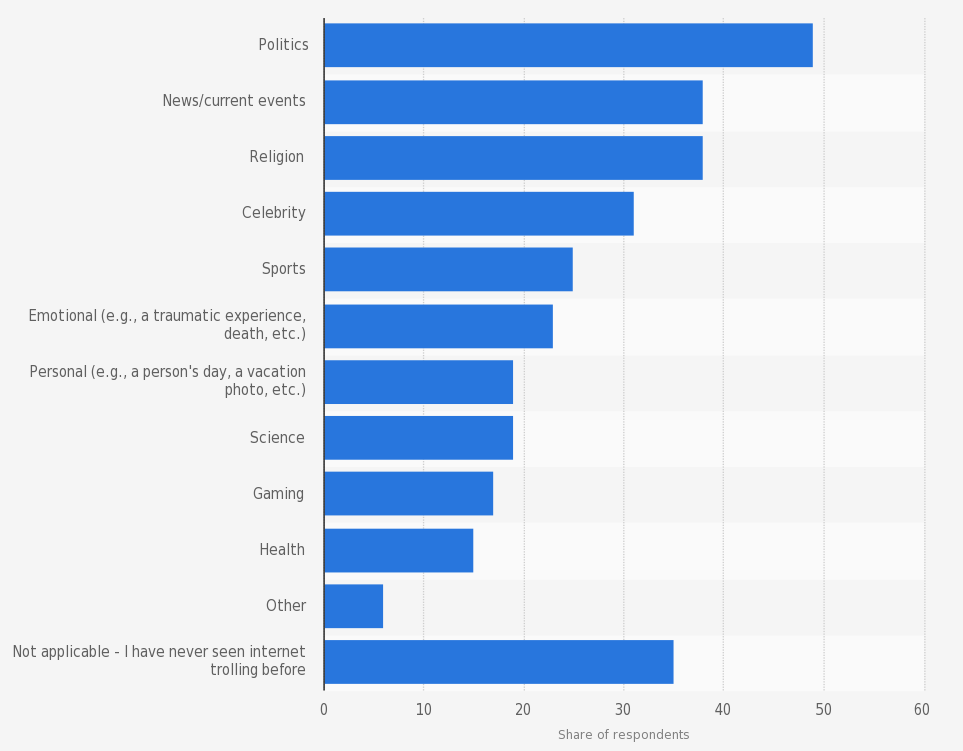 Politics
News/current events
Religion
Celebrity
Sports
Emotional (e.g., a traumatic experience,
death, etc.)
Personal (e.g., a person's day, a vacation
photo, etc.)
Science
Gaming
Health
Other
Not applicable - I have never seen internet
trolling before
0 10 20 30 40 50 60
Share of respondents